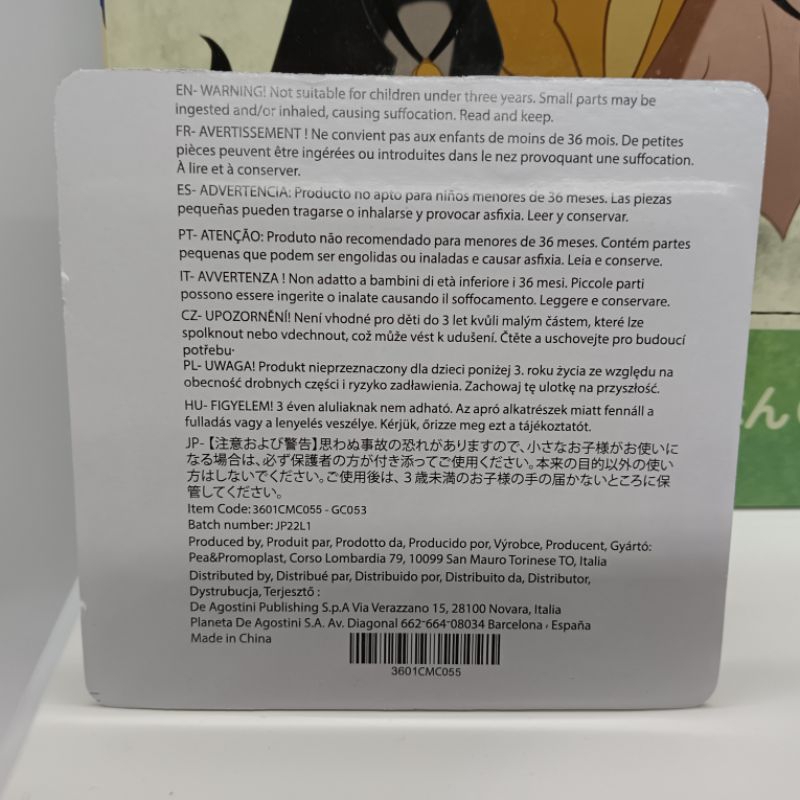 EN- WARNING! Not suitable for children under three years. Small parts may be
ingested and/or inhaled, causing suffocation. Read and keep.
FR- AVERTISSEMENT ! Ne convient pas aux enfants de moins de 36 mois. De petites
pièces peuvent être ingérées ou introduites dans le nez provoquant une suffocation.
À lire et à conserver.
ES- ADVERTENCIA: Producto no apto para niños menores de 36 meses. Las piezas
pequeñas pueden tragarse o inhalarse y provocar asfixia. Leer y conservar.
PT- ATENÇÃO: Produto não recomendado para menores de 36 meses. Contém partes
pequenas que podem ser engolidas ou inaladas e causar asfixia. Leia e conserve.
IT- AVVERTENZA ! Non adatto a bambini di età inferiore i 36 mesi. Piccole parti
possono essere ingerite o inalate causando il soffocamento. Leggere e conservare.
CZ- UPOZORNĚNÍ! Není vhodné pro děti do 3 let kvůli malým částem, které lze
spolknout nebo vdechnout, což může vést k udušení. Čtěte a uschovejte pro budoucí
potřebu·
PL- UWAGA! Produkt nieprzeznaczony dla dzieci poniżej 3. roku życia ze względu na
obecność drobnych części i ryzyko zadławienia. Zachowaj tę ulotkę na przyszłość.
HU- FIGYELEM! 3 éven aluliaknak nem adható. Az apró alkatrészek miatt fennáll a
fulladás vagy a lenyelés veszélye. Kérjük, őrizze meg ezt a tájékoztatót.
JP-【注意および警告】思わぬ事故の恐れがありますので、小さなお子様がお使いに
なる場合は、必ず保護者の方が付き添ってご使用ください。本来の目的以外の使い
方はしないでください。ご使用後は、3歳未満のお子様の手の届かないところに保
管してください。
Item Code: 3601CMC055 - GC053
Batch number: JP22L1
Produced by, Produit par, Prodotto da, Producido por, Výrobce, Producent, Gyártó:
Pea&Promoplast, Corso Lombardia 79, 10099 San Mauro Torinese TO, Italia
Distributed by, Distribué par, Distribuido por, Distribuito da, Distributor,
Dystrybucja, Terjesztő :
De Agostini Publishing S.p.A Via Verazzano 15, 28100 Novara, Italia
Planeta De Agostini S.A. Av. Diagonal 662-664-08034 Barcelona , España
Made in China
3601CMC055